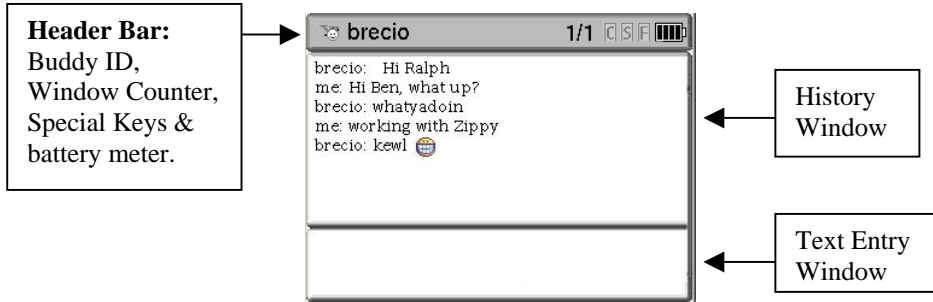 Header Bar:
Buddy ID,
Window Counter,
Special Keys &
battery meter.
brecio 1/1 C S F
brecio: Hi Ralph
me: Hi Ben, what up?
brecio: whatyadoin
me: working with Zippy
brecio: kewl
History
Window
Text Entry
Window